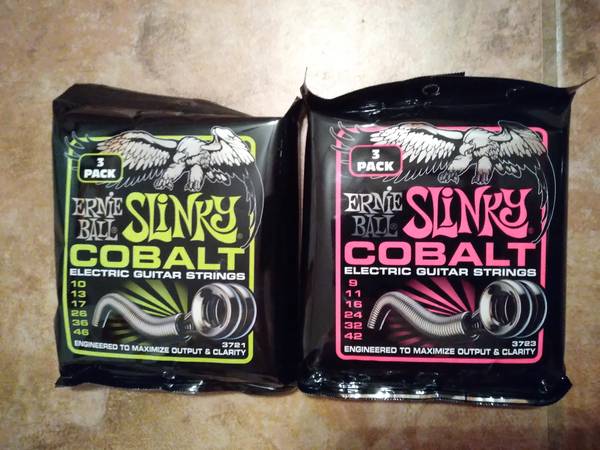 3
PACK
ERNIE
BALL®
SLINKY®
COBALT
ELECTRIC GUITAR STRINGS
10
13
17
26
36
46
3721
ENGINEERED TO MAXIMIZE OUTPUT & CLARITY
3
PACK
ERNIE
BALL®
SLINKY®
COBALT
ELECTRIC GUITAR STRINGS
9
11
16
24
32
42
3723
ENGINEERED TO MAXIMIZE OUTPUT & CLARITY